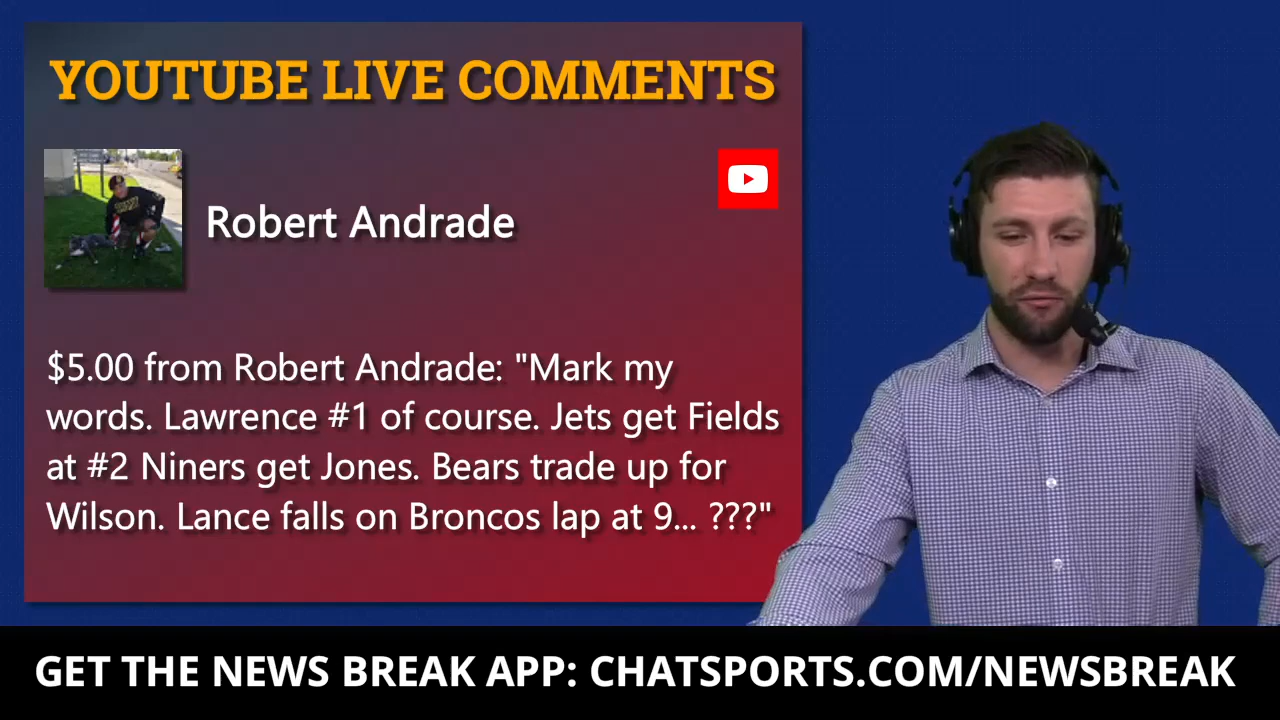 YOUTUBE LIVE COMMENTS
Robert Andrade
$5.00 from Robert Andrade: "Mark my
words. Lawrence #1 of course. Jets get Fields
at #2 Niners get Jones. Bears trade up for
Wilson. Lance falls on Broncos lap at 9... ???"
GET THE NEWS BREAK APP: CHATSPORTS.COM/NEWSBREAK